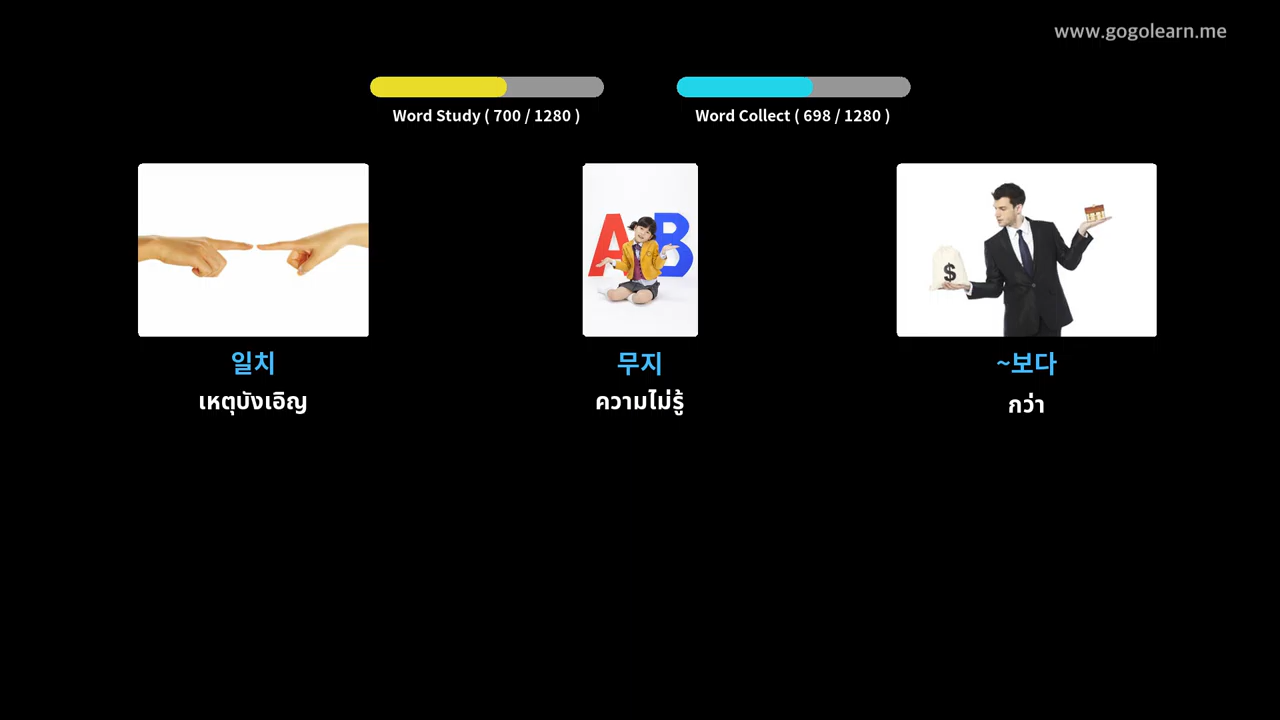 www.gogolearn.me
Word Study ( 700 / 1280 )
Word Collect ( 698 / 1280 )
A B
$
일치
무지
~보다
เหตุบังเอิญ
ความไม่รู้
กว่า